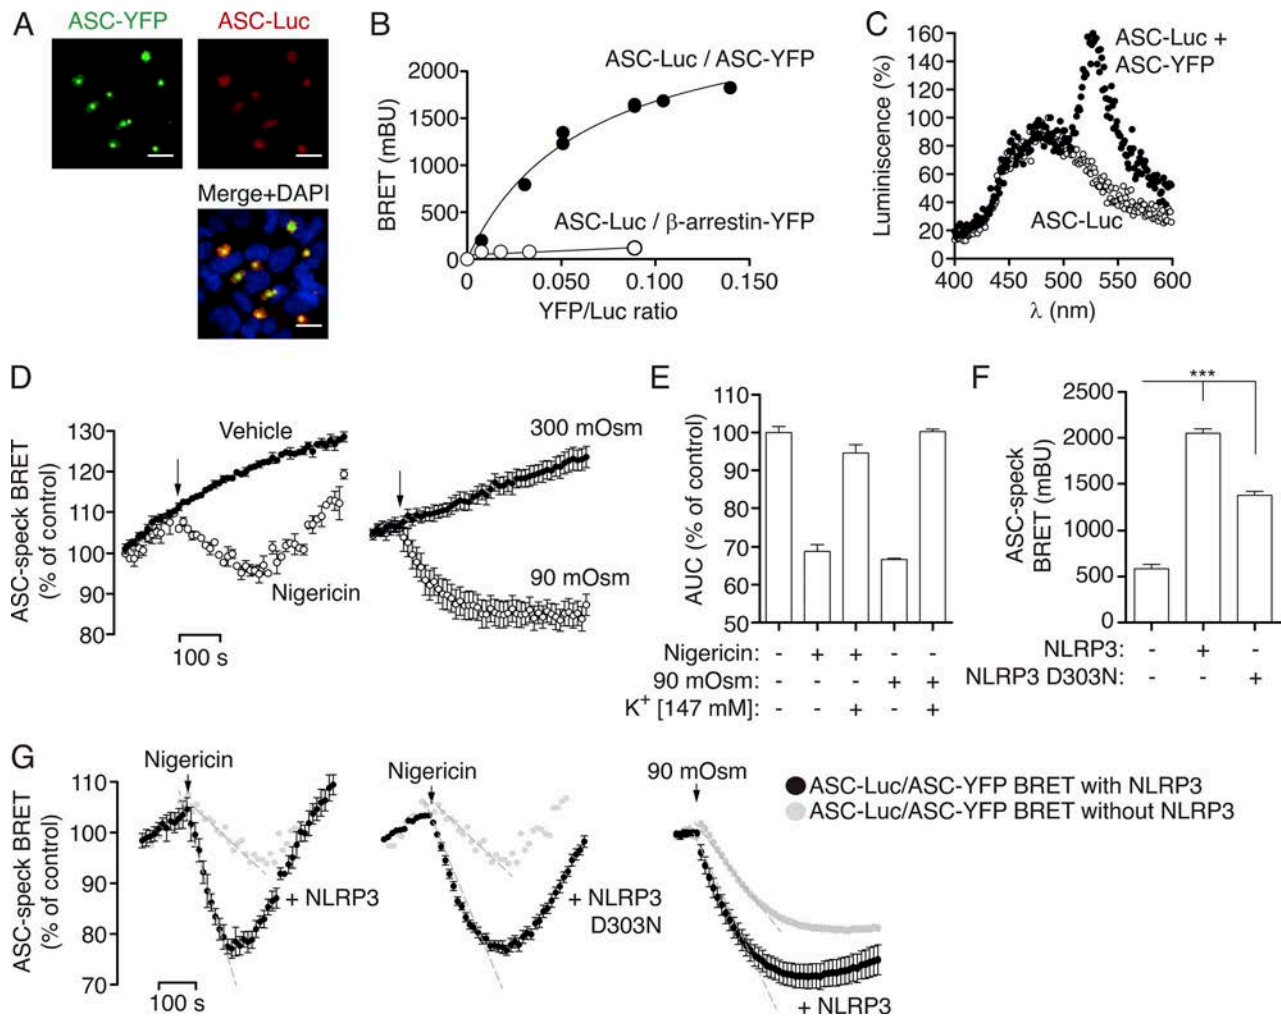 A
ASC-YFP
ASC-Luc
Merge+DAPI
B
BRET (mBU)
2000
1500
1000
500
0
ASC-Luc / ASC-YFP
ASC-Luc / β-arrestin-YFP
0
0.050
0.100
0.150
YFP/Luc ratio
C
Luminiscence (%)
160
140
120
100
80
60
40
20
0
ASC-Luc +
ASC-YFP
ASC-Luc
400
450
500
550
600
λ (nm)
D
ASC-speck BRET
(% of control)
130
120
110
100
90
80
Vehicle
Nigericin
100 s
300 mOsm
90 mOsm
E
AUC (% of control)
110
100
90
80
70
60
50
Nigericin: - + + - -
90 mOsm: - - - + +
K+ [147 mM] - - + - +
F
ASC-speck
BRET (mBU)
2500
2000
1500
1000
500
0
***
NLRP3: - + -
NLRP3 D303N: - - +
G
ASC-speck BRET
(% of control)
110
100
90
80
70
Nigericin
+ NLRP3
100 s
Nigericin
+ NLRP3
D303N
90 mOsm
+ NLRP3
ASC-Luc/ASC-YFP BRET with NLRP3
ASC-Luc/ASC-YFP BRET without NLRP3